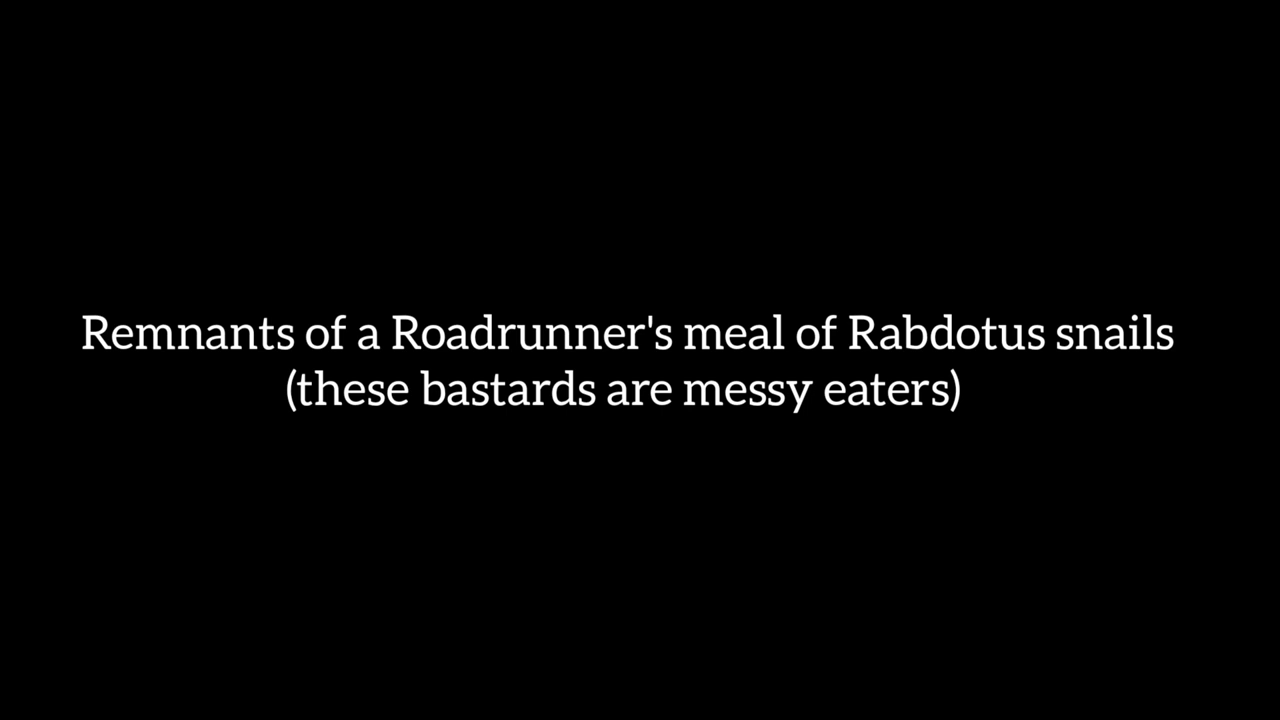 Remnants of a Roadrunner's meal of Rabdotus snails
(these bastards are messy eaters)